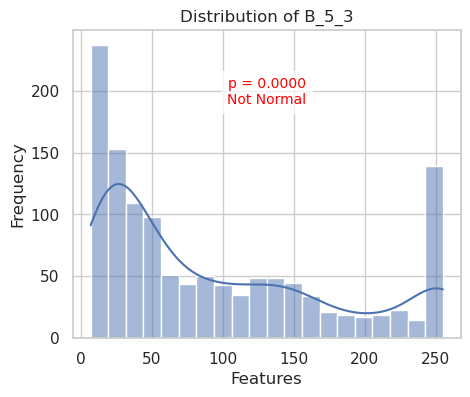 Distribution of B_5_3
p = 0.0000
Not Normal
Frequency
200
150
100
50
0
0 50 100 150 200 250
Features